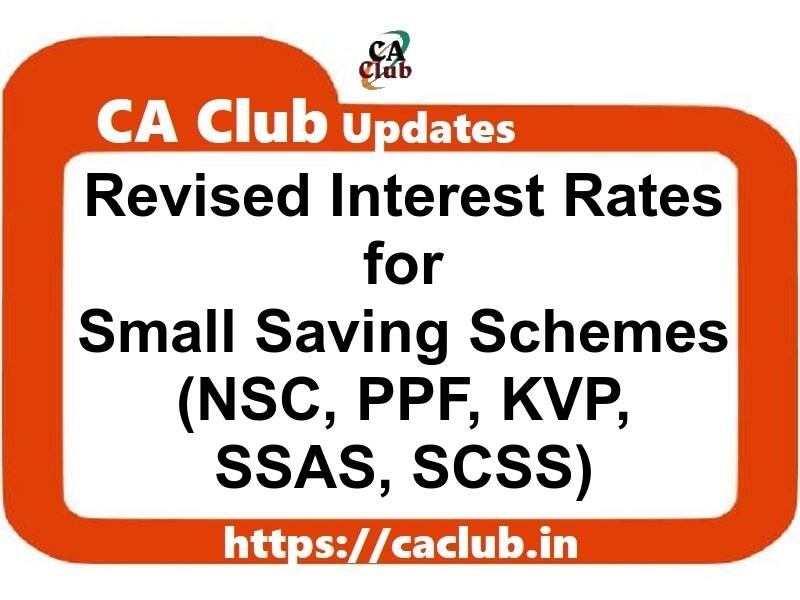 CA
Club
CA Club Updates
Revised Interest Rates
for
Small Saving Schemes
(NSC, PPF, KVP,
SSAS, SCSS)
https://caclub.in